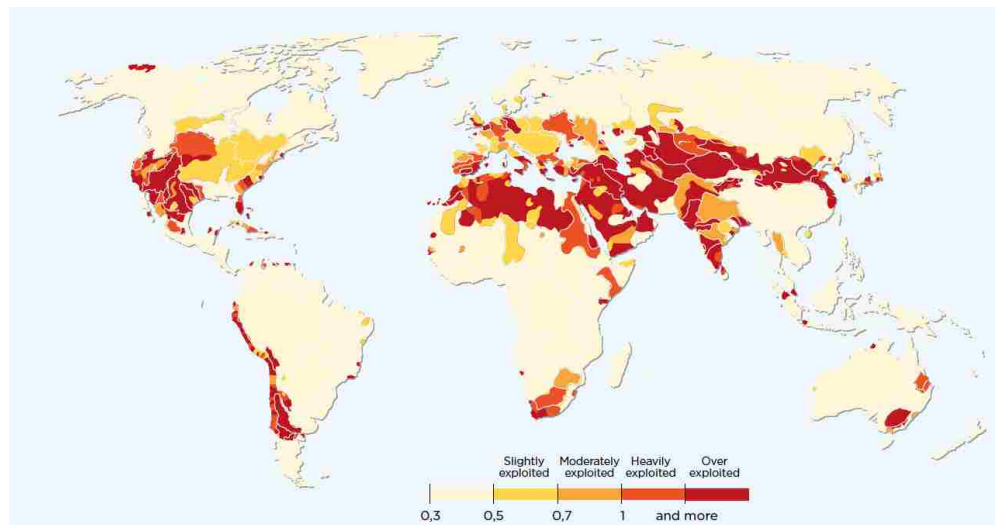 Slightly Moderately Heavily Over
exploited exploited exploited exploited
0,3 0,5 0,7 1 and more